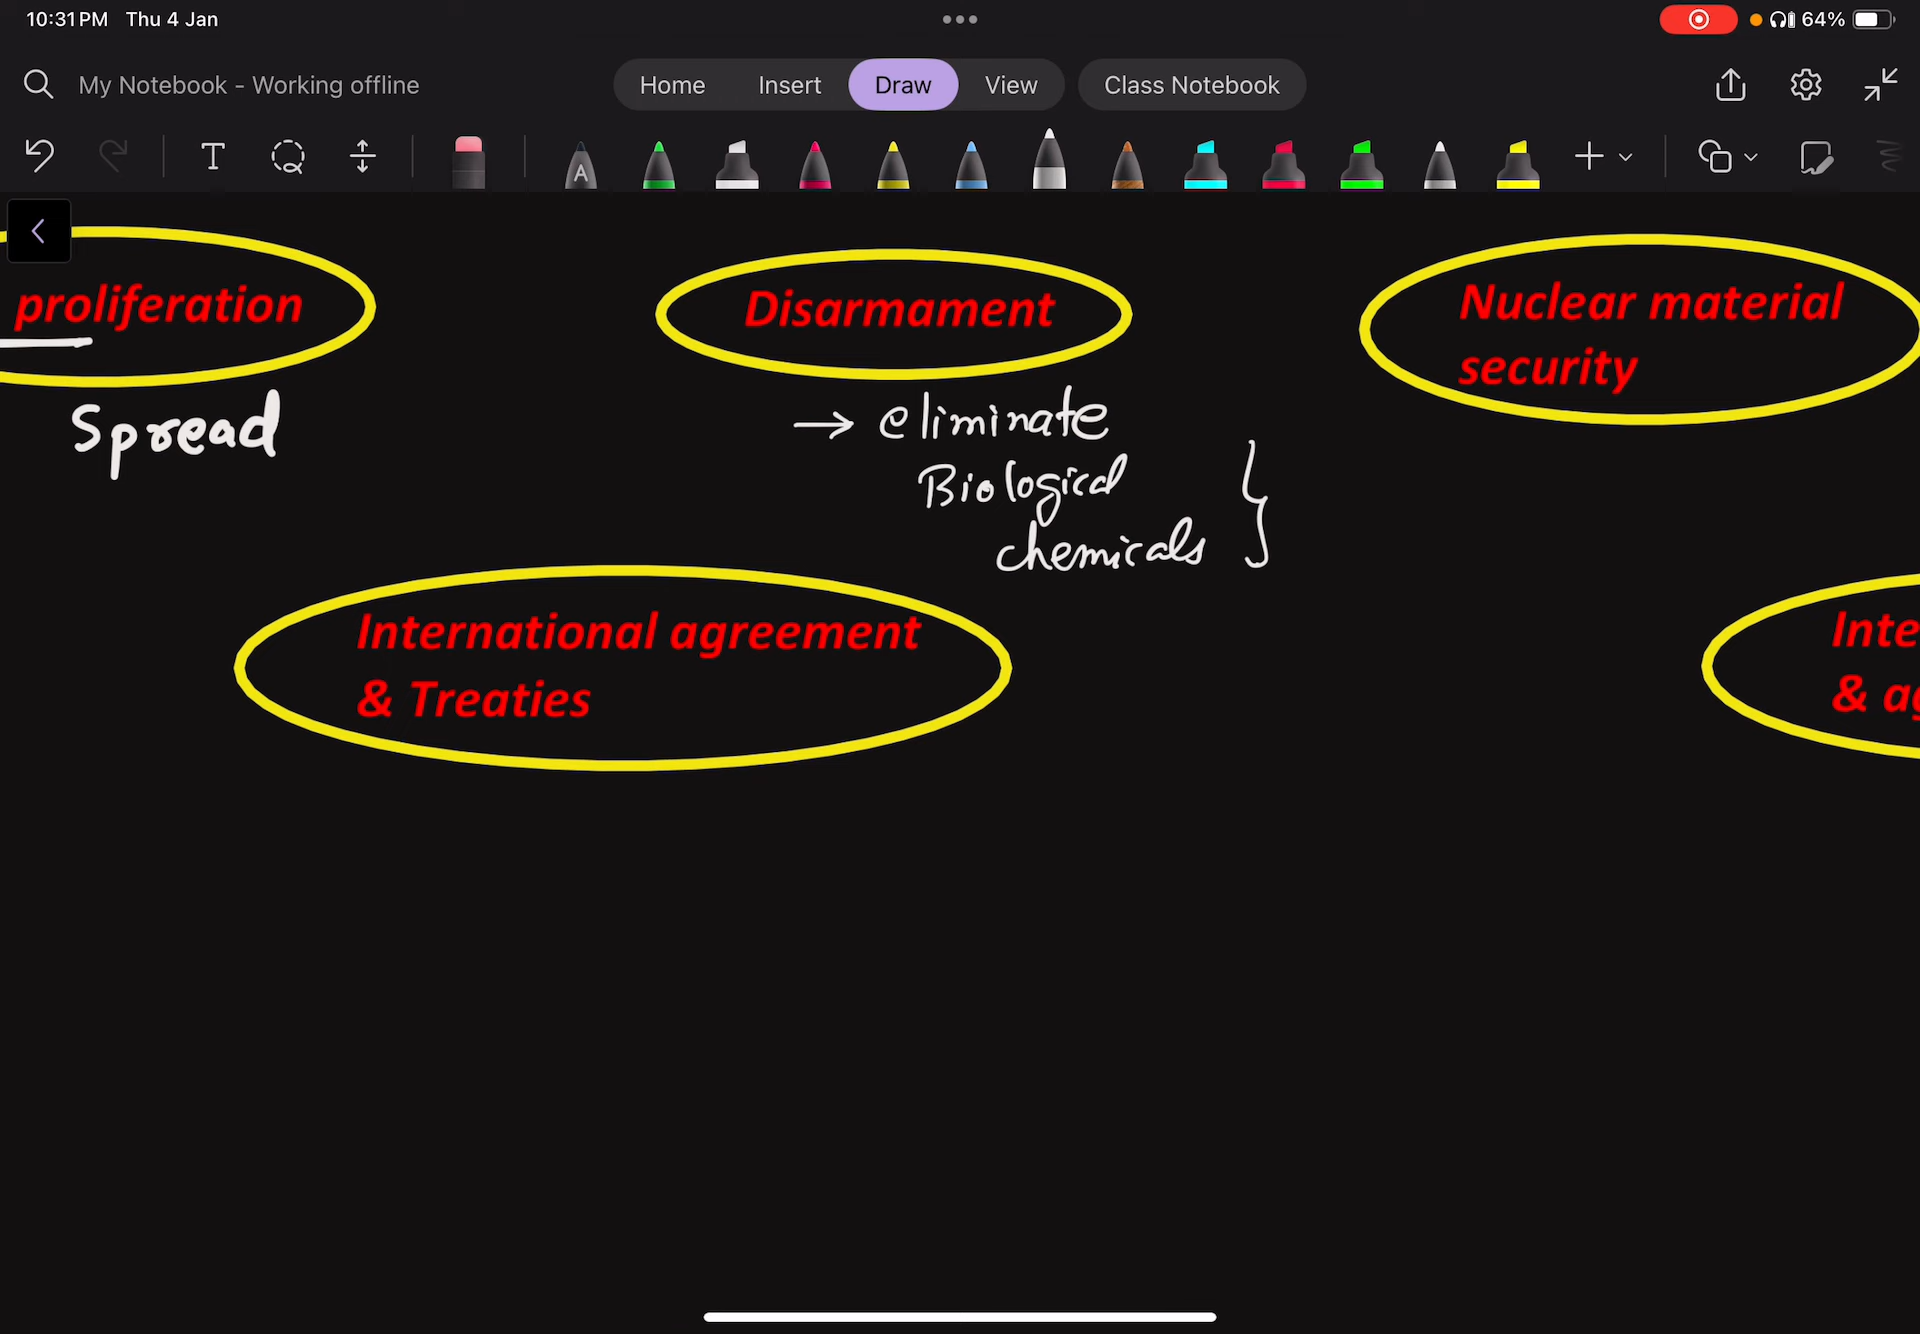 10:31 PM Thu 4 Jan
64%
My Notebook - Working offline
Home Insert Draw View Class Notebook
T
A
proliferation
Disarmament
Nuclear material
security
Spread
→ eliminate
Biological
chemicals
International agreement
& Treaties
Inte
& ag